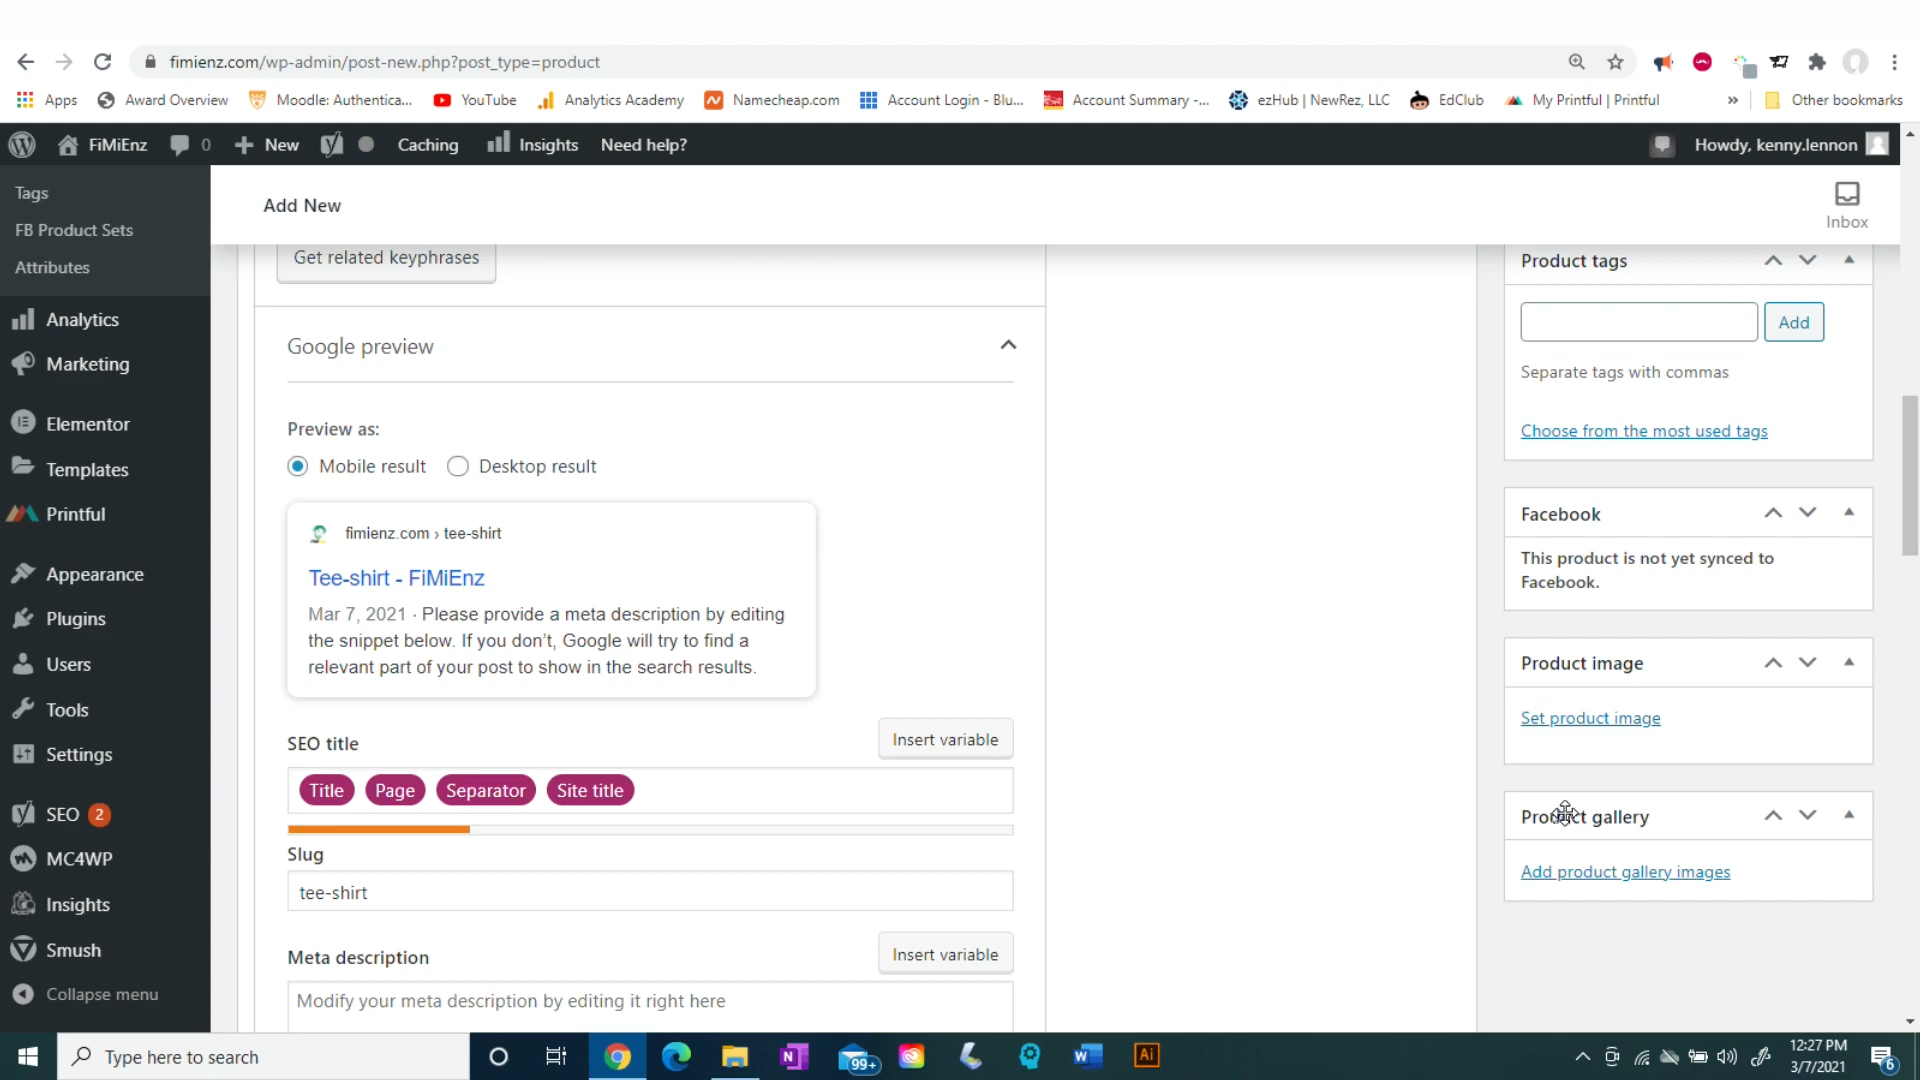 fimienz.com/wp-admin/post-new.php?post_type=product
Apps
Award Overview
Moodle: Authentica...
YouTube
Analytics Academy
Namecheap.com
Account Login - Blu...
Account Summary -...
ezHub | NewRez, LLC
EdClub
My Printful | Printful
»
Other bookmarks
FiMiEnz
0
New
Caching
Insights
Need help?
Howdy, kenny.lennon
Tags
FB Product Sets
Attributes
Analytics
Marketing
Elementor
Templates
Printful
Appearance
Plugins
Users
Tools
Settings
SEO 2
MC4WP
Insights
Smush
Collapse menu
Add New
Inbox
Get related keyphrases
Google preview
Preview as:
Mobile result
Desktop result
fimienz.com › tee-shirt
Tee-shirt - FiMiEnz
Mar 7, 2021 · Please provide a meta description by editing
the snippet below. If you don’t, Google will try to find a
relevant part of your post to show in the search results.
SEO title
Insert variable
Title Page Separator Site title
Slug
tee-shirt
Meta description
Insert variable
Modify your meta description by editing it right here
Product tags
Add
Separate tags with commas
Choose from the most used tags
Facebook
This product is not yet synced to
Facebook.
Product image
Set product image
Product gallery
Add product gallery images
Type here to search
99+
Ai
12:27 PM
3/7/2021
6